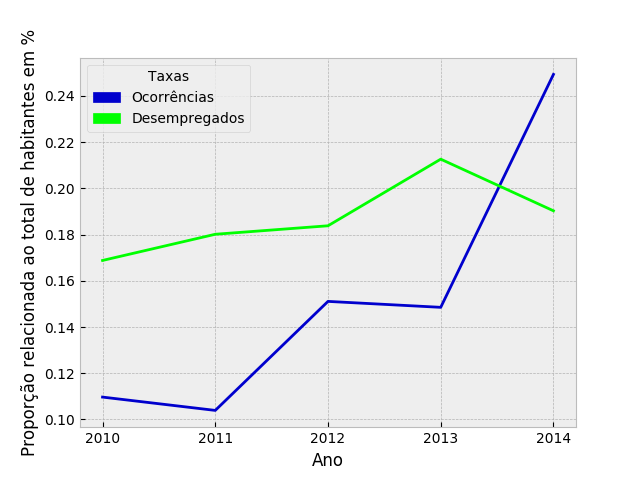 Proporção relacionada ao total de habitantes em %
Taxas
Ocorrências
Desempregados
0.24
0.22
0.20
0.18
0.16
0.14
0.12
0.10
2010 2011 2012 2013 2014
Ano